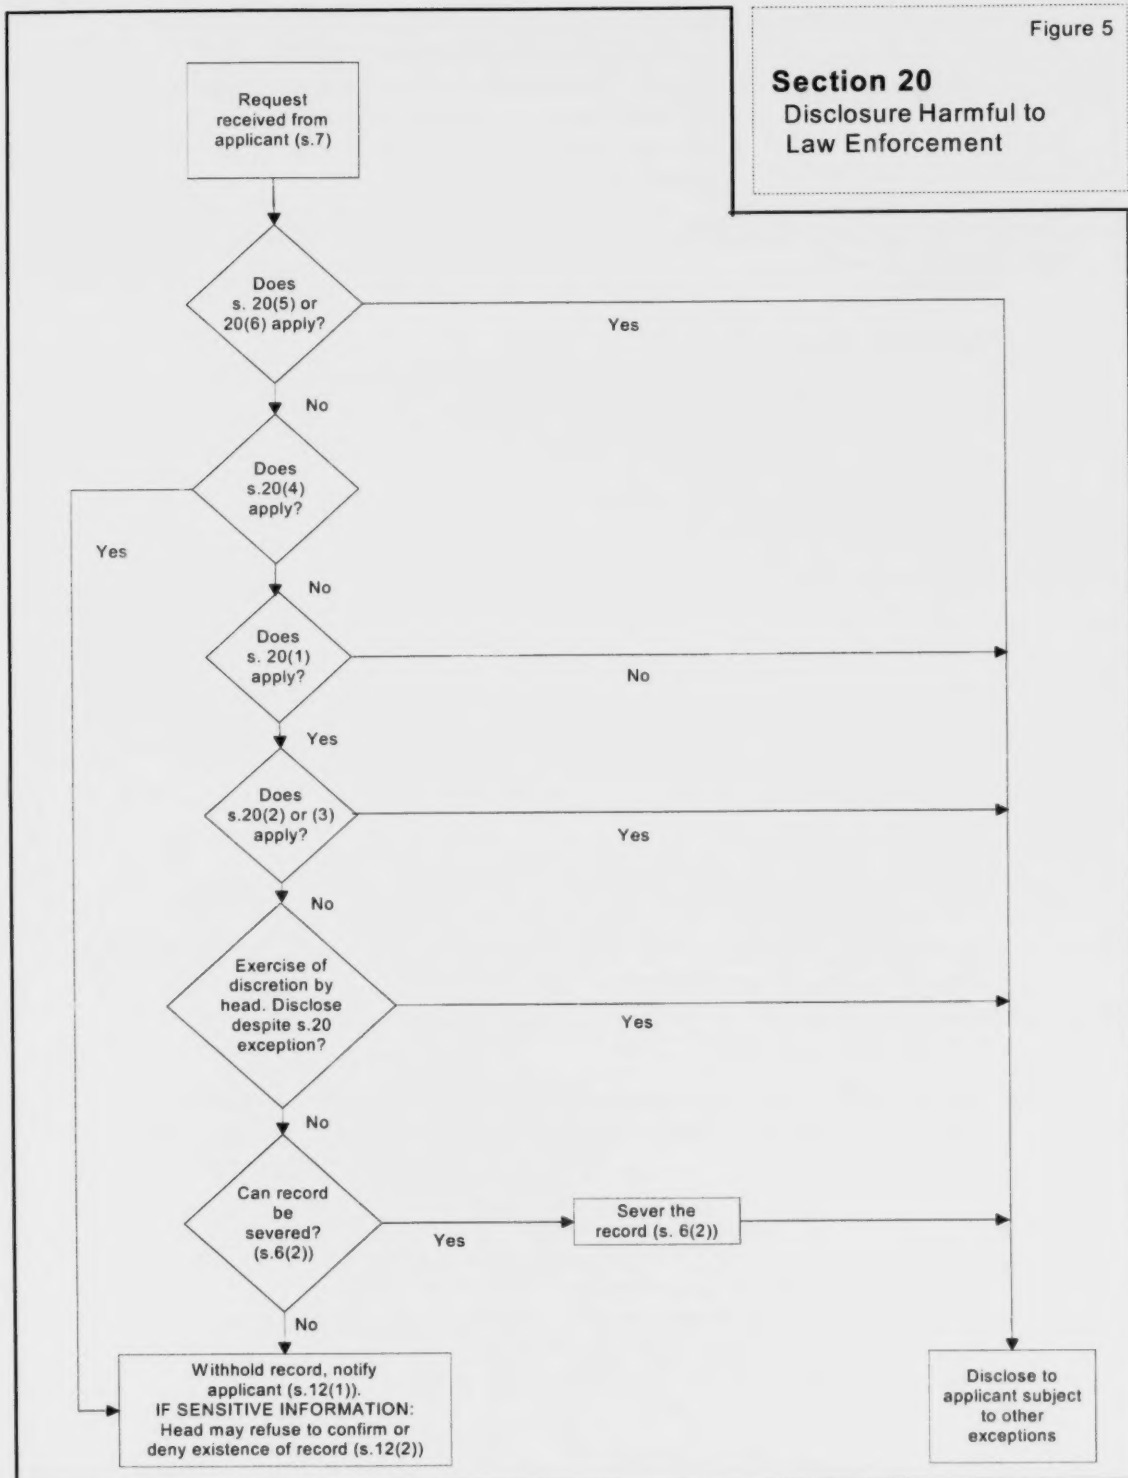 Figure 5
Section 20
Disclosure Harmful to
Law Enforcement
Request
received from
applicant (s.7)
Does
s. 20(5) or
20(6) apply?
Yes
No
Does
s.20(4)
apply?
Yes
No
Does
s. 20(1)
apply?
No
Yes
Does
s.20(2) or (3)
apply?
Yes
No
Exercise of
discretion by
head. Disclose
despite s.20
exception?
Yes
No
Can record
be
severed?
(s.6(2))
Yes
Sever the
record (s. 6(2))
No
Withhold record, notify
applicant (s.12(1)).
IF SENSITIVE INFORMATION:
Head may refuse to confirm or
deny existence of record (s.12(2))
Disclose to
applicant subject
to other
exceptions